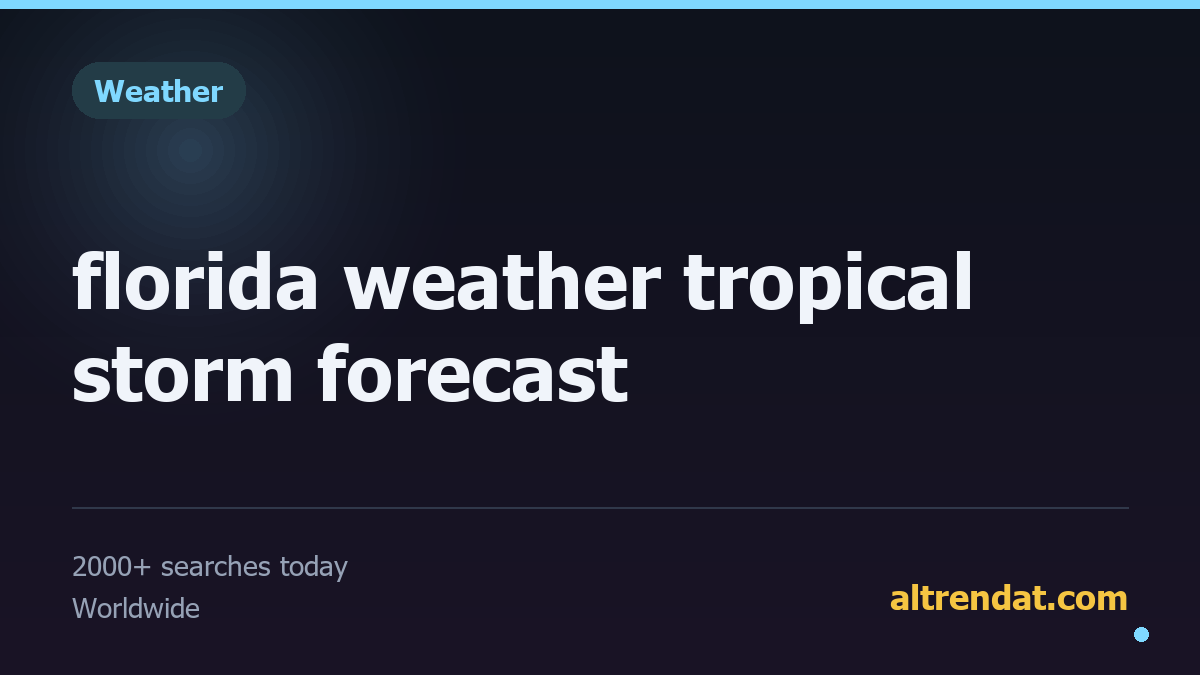 Weather
florida weather tropical
storm forecast
2000+ searches today
Worldwide
altrendat.com